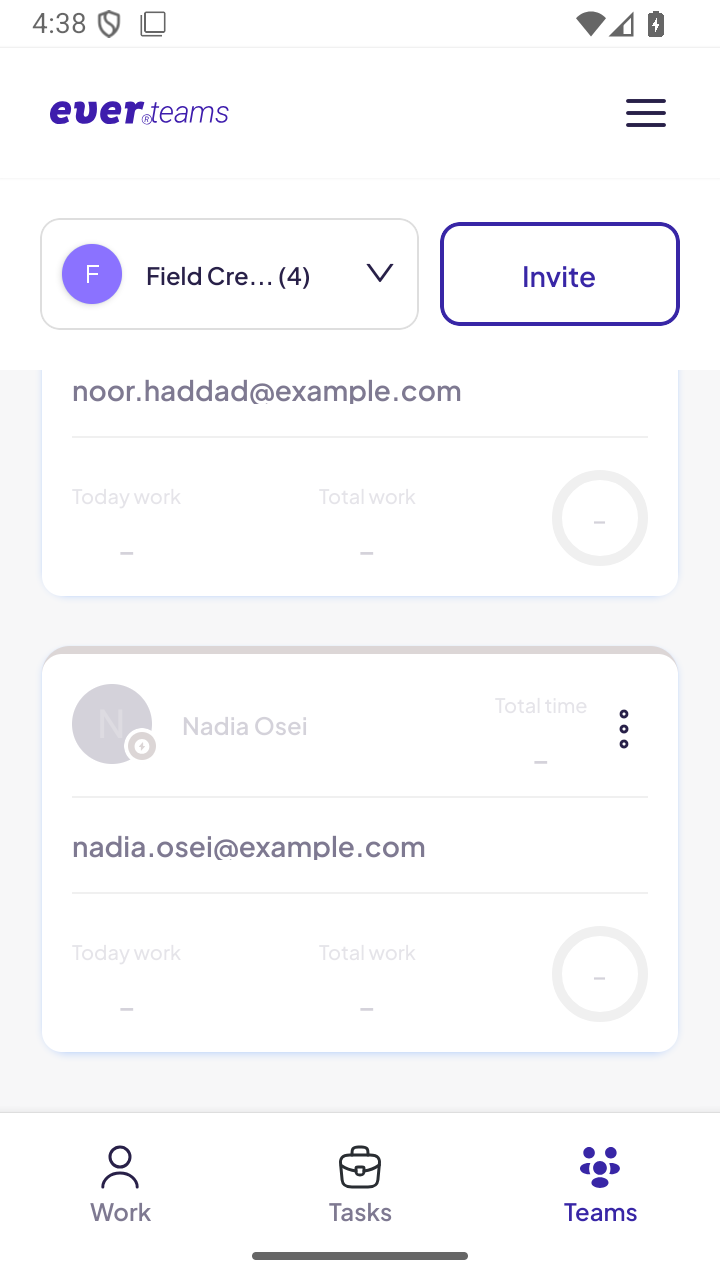 4:38
ever®teams
F
Field Cre... (4)
Invite
noor.haddad@example.com
Today work
Total work
–
–
–
N
Nadia Osei
Total time
–
nadia.osei@example.com
Today work
Total work
–
–
–
Work
Tasks
Teams